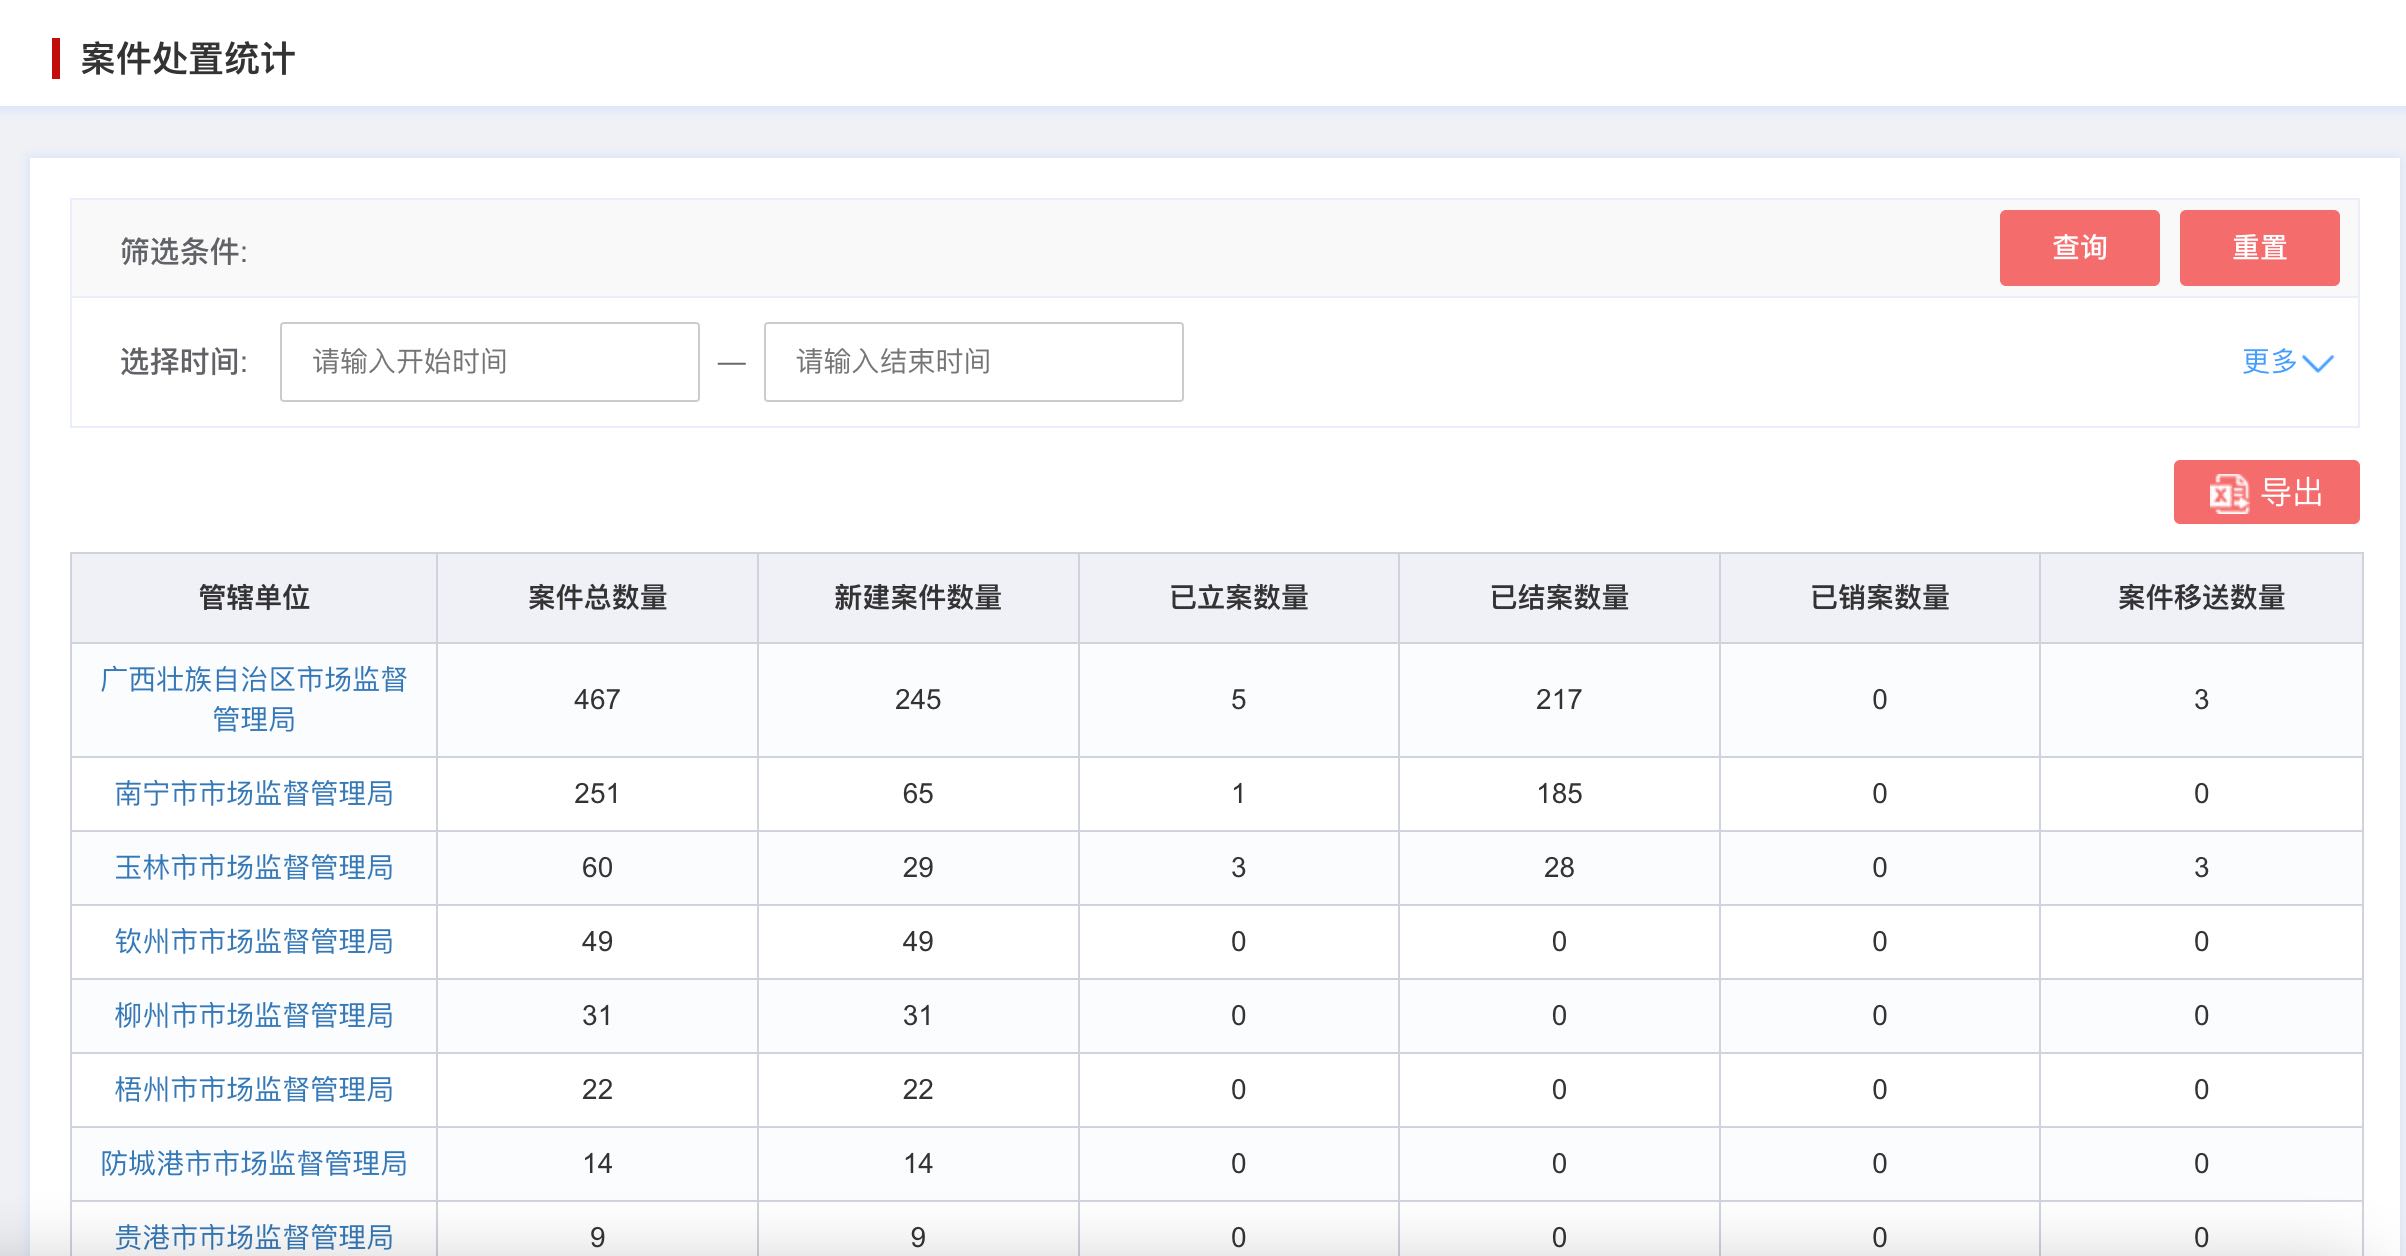 案件处置统计
筛选条件: 查询 重置
选择时间: 请输入开始时间 — 请输入结束时间 更多
导出
管辖单位 案件总数量 新建案件数量 已立案数量 已结案数量 已销案数量 案件移送数量
广西壮族自治区市场监督
管理局 467 245 5 217 0 3
南宁市市场监督管理局 251 65 1 185 0 0
玉林市市场监督管理局 60 29 3 28 0 3
钦州市市场监督管理局 49 49 0 0 0 0
柳州市市场监督管理局 31 31 0 0 0 0
梧州市市场监督管理局 22 22 0 0 0 0
防城港市市场监督管理局 14 14 0 0 0 0
贵港市市场监督管理局 9 9 0 0 0 0